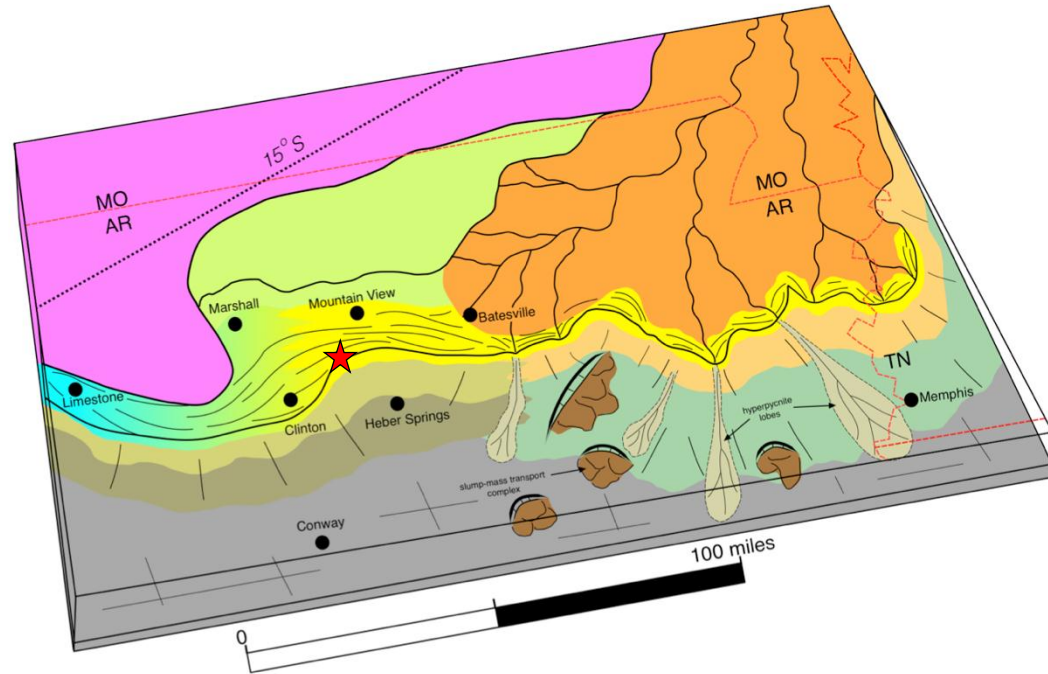 15° S
MO
AR
MO
AR
Marshall
Mountain View
Batesville
Limestone
Clinton
Heber Springs
TN
Memphis
hyperpycnite
lobes
slump-mass transport
complex
Conway
100 miles
0